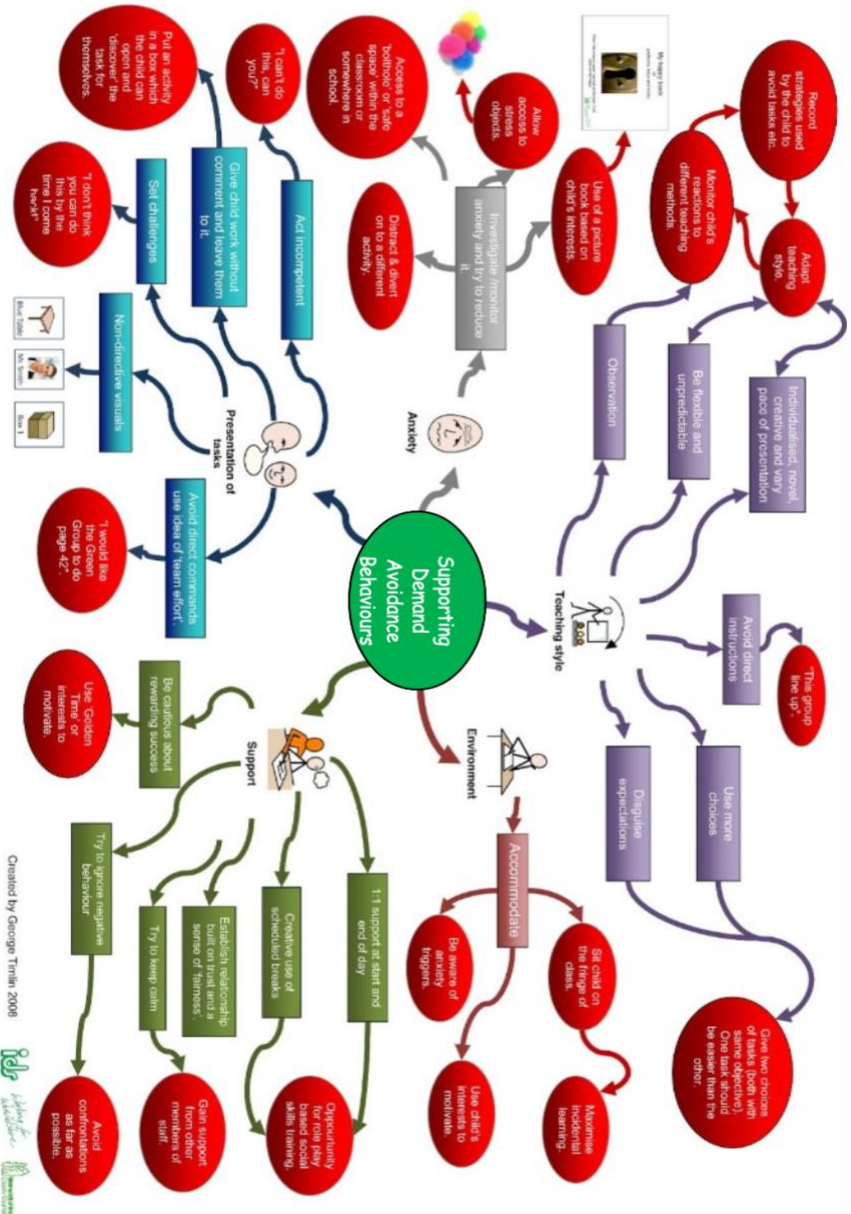 Supporting
Demand
Avoidance
Behaviours
Teaching style
Individualised, novel,
creative and vary
pace of presentation
Be flexible and
unpredictable
Observation
Adapt
teaching
style.
Record
strategies used
by the child to
avoid tasks etc.
Monitor child's
reactions to
different teaching
methods.
Avoid direct
instructions
"This group
line up".
Use more
choices
Disguise
expectations
Give two choices
of tasks (both with
same objective).
One task should
be easier than the
other.
Anxiety
Investigate /monitor
anxiety and try to reduce
it.
Use of a picture
book based on
child's interests.
My happy book
Allow
access to
stress
objects.
Access to a
'bolthole' or 'safe
space' within the
classroom or
somewhere in
school.
Distract & divert
on to a different
activity.
Environment
Accommodate
Sit child on
the fringe of
class.
Maximise
incidental
learning.
Be aware of
anxiety
triggers.
Use child's
interests to
motivate.
Presentation of
tasks
Act incompetent
"I can't do
this, can
you?"
Give child work without
comment and leave them
to it.
Put an activity
in a box which
the child can
open and
'discover' the
task for
themselves.
Set challenges
"I don't think
you can do
this by the
time I come
back!"
Non-directive visuals
Blue Table
Mr Smith
Box 1
Avoid direct commands
use idea of 'team effort'.
"I would like
the Green
Group to do
page 42".
Support
1:1 support at start and
end of day
Creative use of
scheduled breaks
Opportunity
for role play
based social
skills training.
Establish relationship
built on trust and a
sense of 'fairness'.
Try to keep calm
Gain support
from other
members of
staff.
Be cautious about
rewarding success
Use 'Golden
Time' or
interests to
motivate.
Try to ignore negative
behaviour
Avoid
confrontations
as far as
possible.
Created by George Timlin 2008